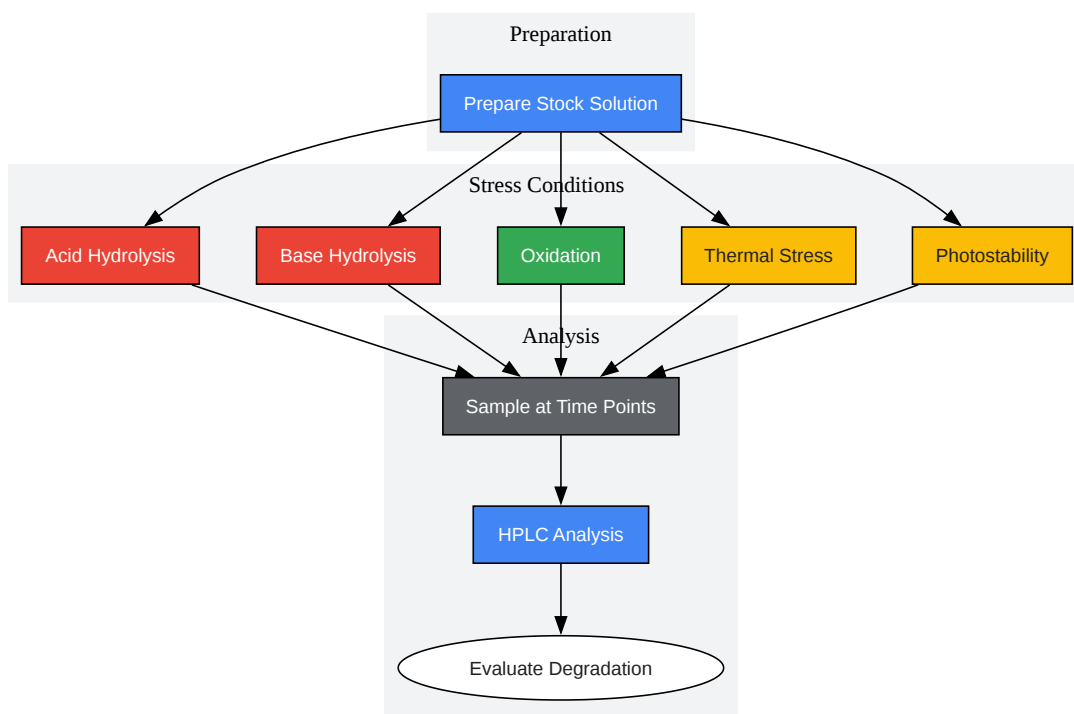 Preparation
Prepare Stock Solution
Stress Conditions
Acid Hydrolysis
Base Hydrolysis
Oxidation
Thermal Stress
Photostability
Analysis
Sample at Time Points
HPLC Analysis
Evaluate Degradation